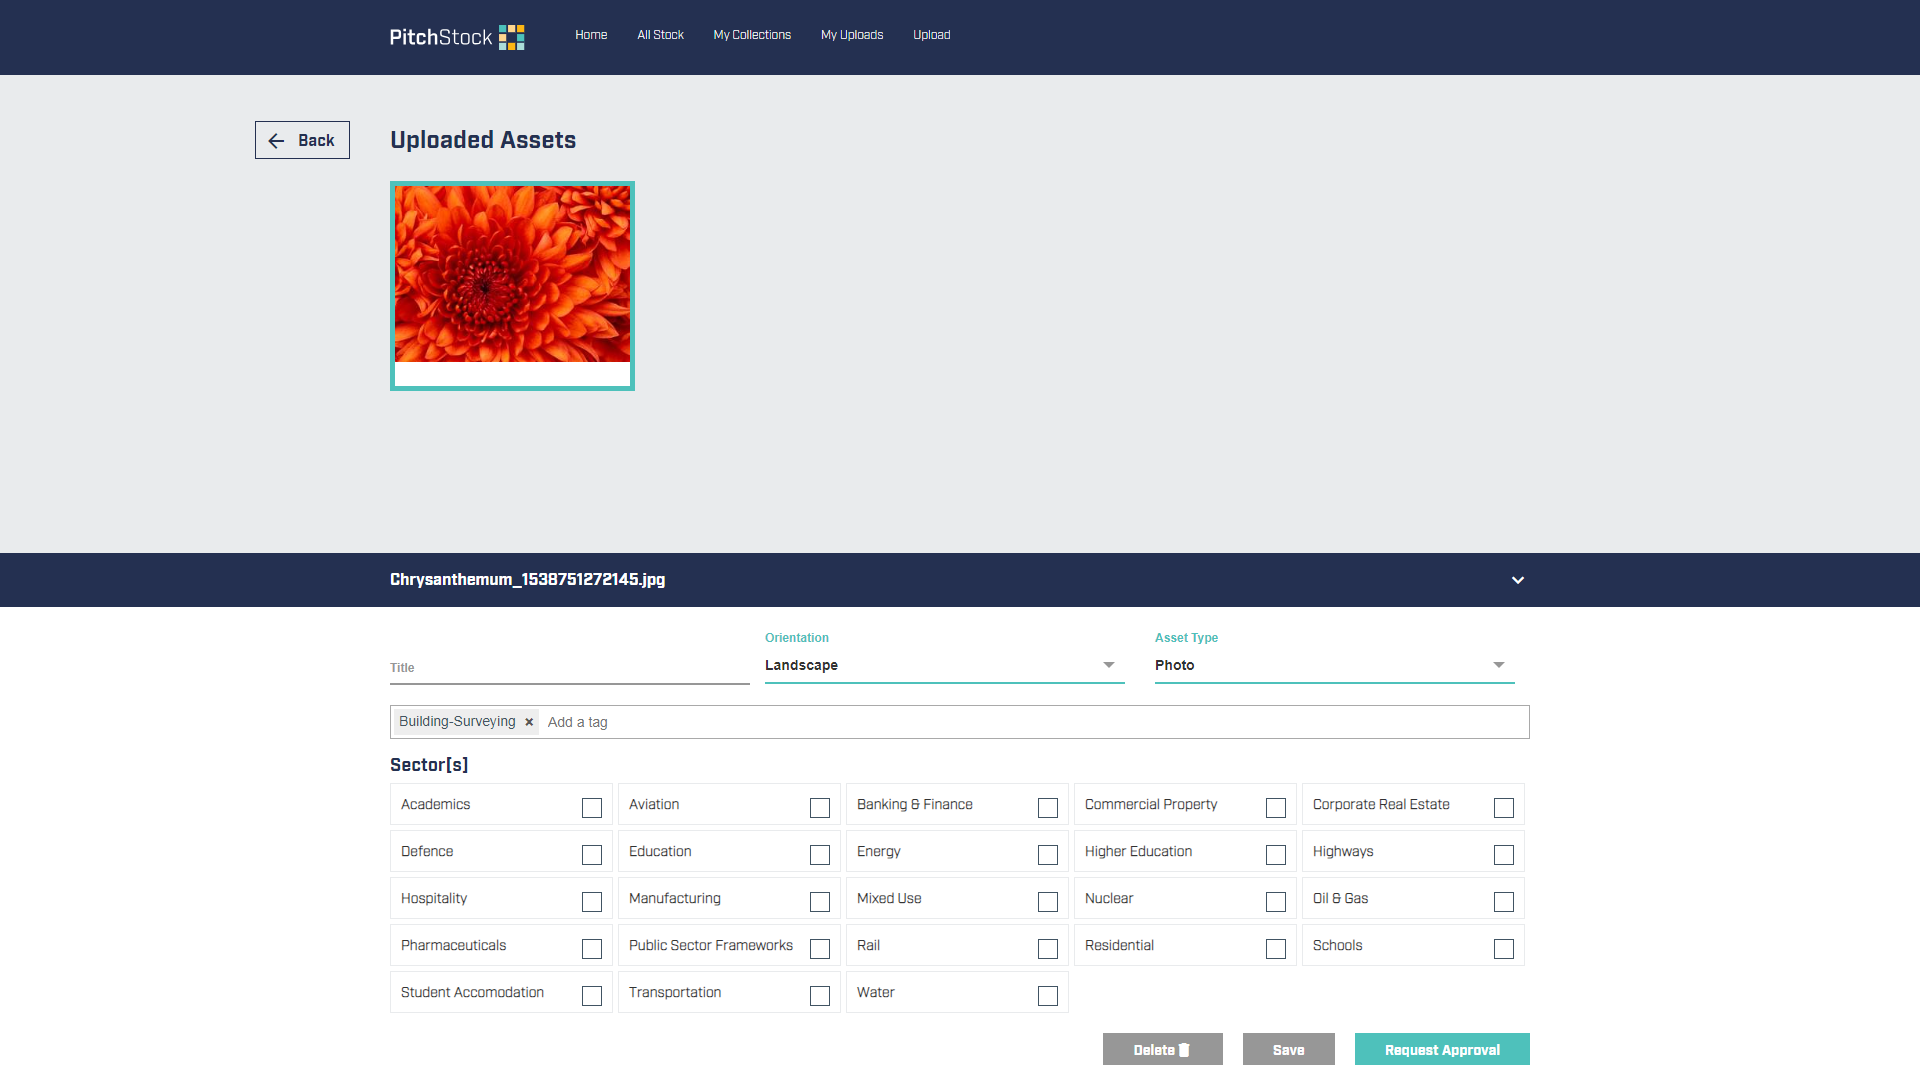 PitchStock Home All Stock My Collections My Uploads Upload
Back Uploaded Assets
Chrysanthemum_1538751272145.jpg
Orientation Asset Type
Title Landscape Photo
Building-Surveying × Add a tag
Sector[s]
Academics Aviation Banking & Finance Commercial Property Corporate Real Estate
Defence Education Energy Higher Education Highways
Hospitality Manufacturing Mixed Use Nuclear Oil & Gas
Pharmaceuticals Public Sector Frameworks Rail Residential Schools
Student Accomodation Transportation Water
Delete Save Request Approval